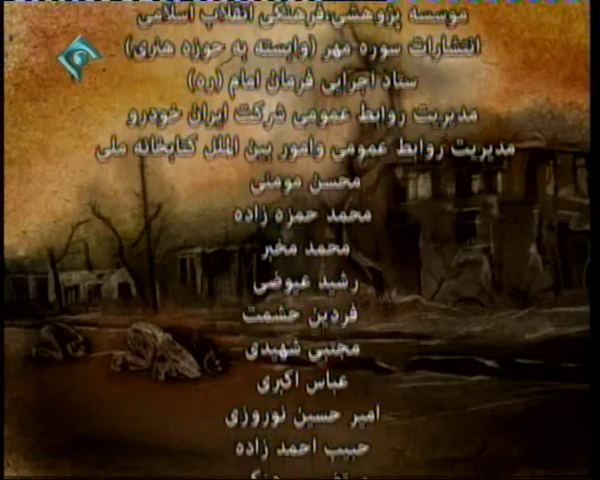 موسسه پژوهشی،فرهنگی انقلاب اسلامی
انتشارات سوره مهر (وابسته به حوزه هنری)
ستاد اجرایی فرمان امام (ره)
مدیریت روابط عمومی شرکت ایران خودرو
مدیریت روابط عمومی وامور بین الملل کتابخانه ملی
محسن مومنی
محمد حمزه زاده
محمد مخبر
رشید عیوضی
فردین حشمت
مجتبی شهیدی
عباس اکبری
امیر حسین نوروزی
حبیب احمد زاده